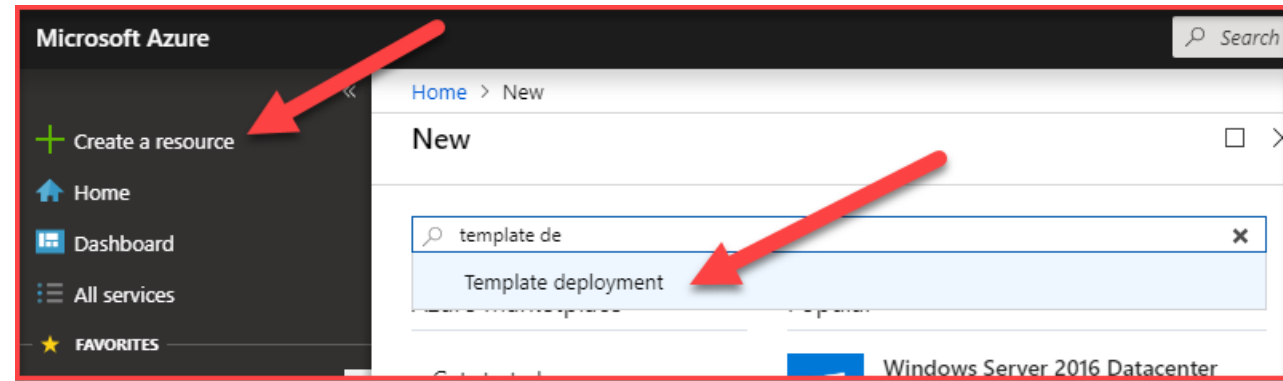 Microsoft Azure
Search
Home > New
Create a resource
New
Home
template de
Dashboard
Template deployment
All services
FAVORITES
Windows Server 2016 Datacenter